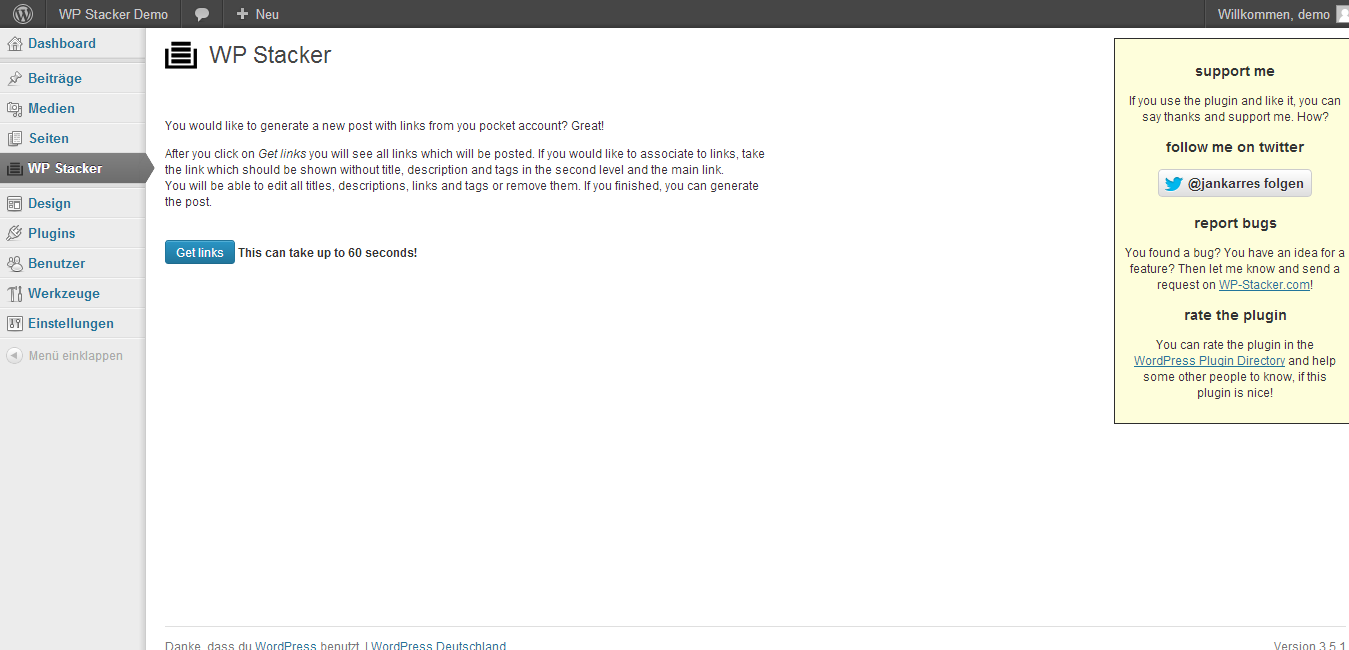 WP Stacker Demo
Neu
Willkommen, demo
Dashboard
Beiträge
Medien
Seiten
WP Stacker
Design
Plugins
Benutzer
Werkzeuge
Einstellungen
Menü einklappen
WP Stacker
You would like to generate a new post with links from you pocket account? Great!
After you click on Get links you will see all links which will be posted. If you would like to associate to links, take
the link which should be shown without title, description and tags in the second level and the main link.
You will be able to edit all titles, descriptions, links and tags or remove them. If you finished, you can generate
the post.
Get links This can take up to 60 seconds!
support me
If you use the plugin and like it, you can
say thanks and support me. How?
follow me on twitter
@jankarres folgen
report bugs
You found a bug? You have an idea for a
feature? Then let me know and send a
request on WP-Stacker.com!
rate the plugin
You can rate the plugin in the
WordPress Plugin Directory and help
some other people to know, if this
plugin is nice!
Danke, dass du WordPress benutzt. | WordPress Deutschland
Version 3.5.1